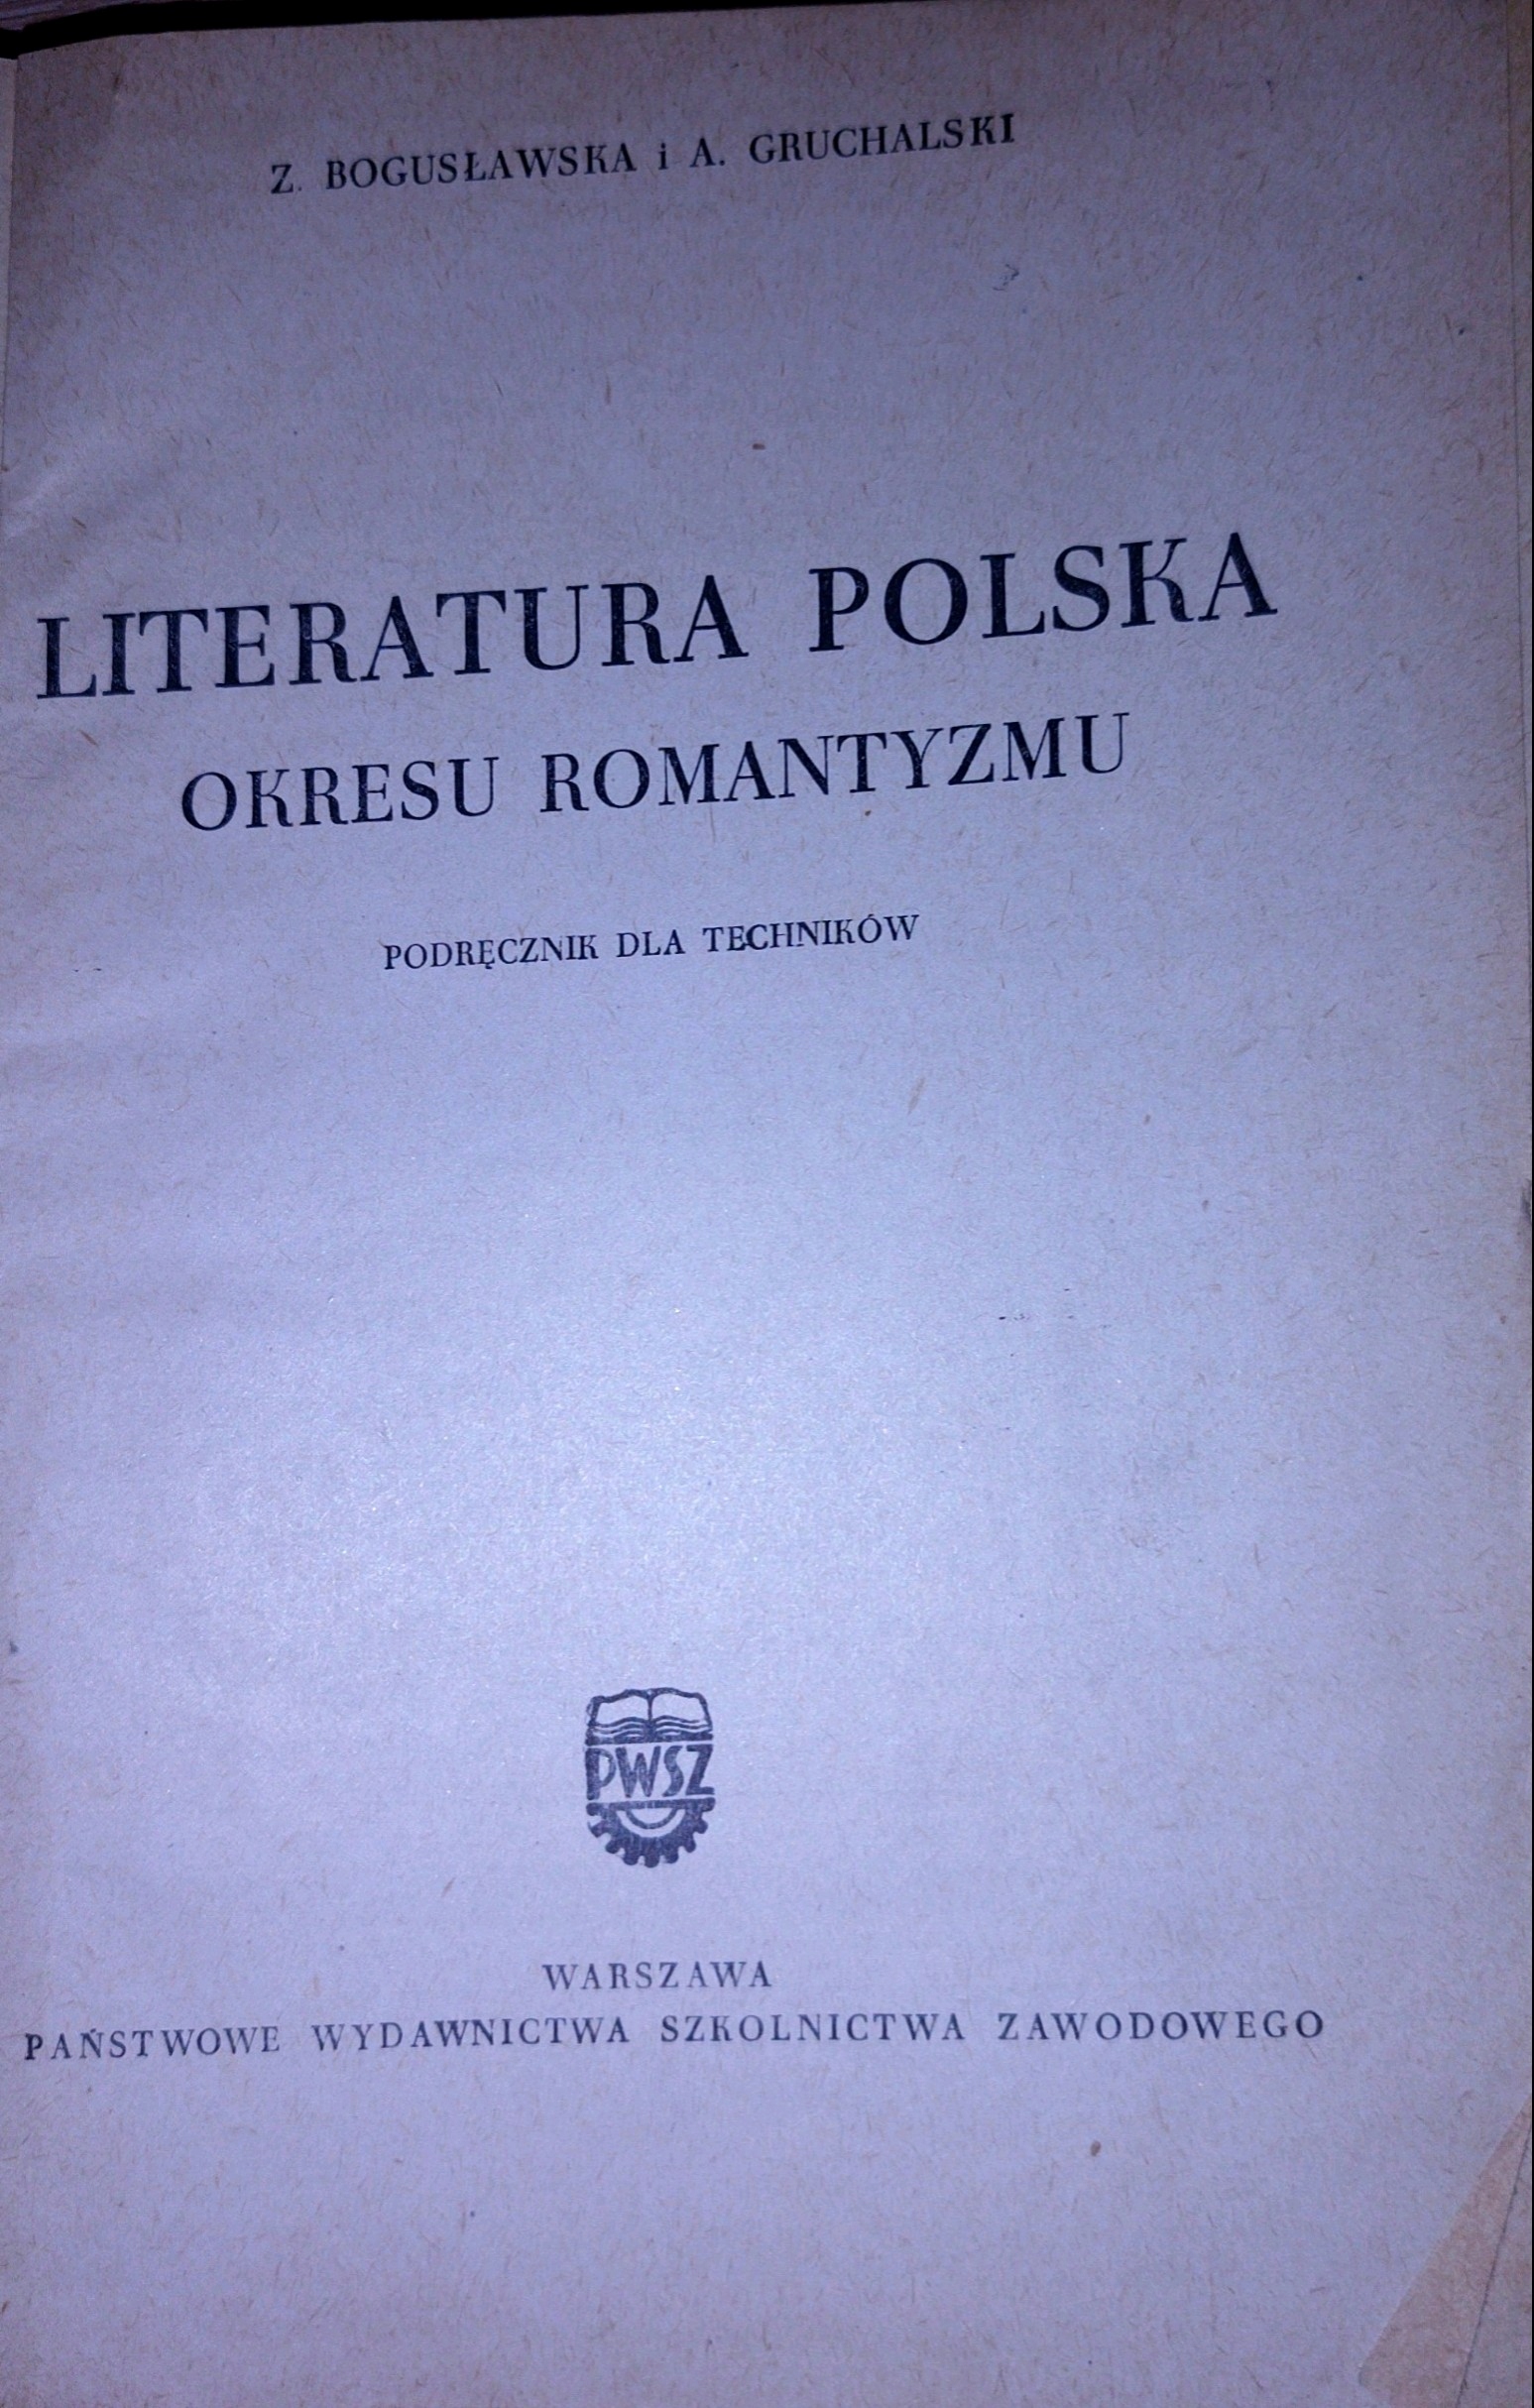 Z. BOGUSŁAWSKA i A. GRUCHALSKI
LITERATURA POLSKA
OKRESU ROMANTYZMU
PODRĘCZNIK DLA TECHNIKÓW
PWSZ
WARSZAWA
PAŃSTWOWE WYDAWNICTWA SZKOLNICTWA ZAWODOWEGO